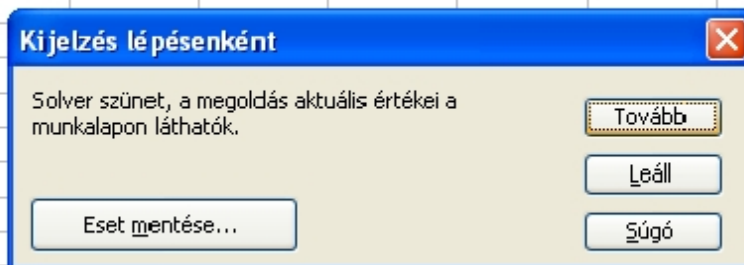 Kijelzés lépésenként
Solver szünet, a megoldás aktuális értékei a
munkalapon láthatók.
Tovább
Leáll
Eset mentése...
Súgó